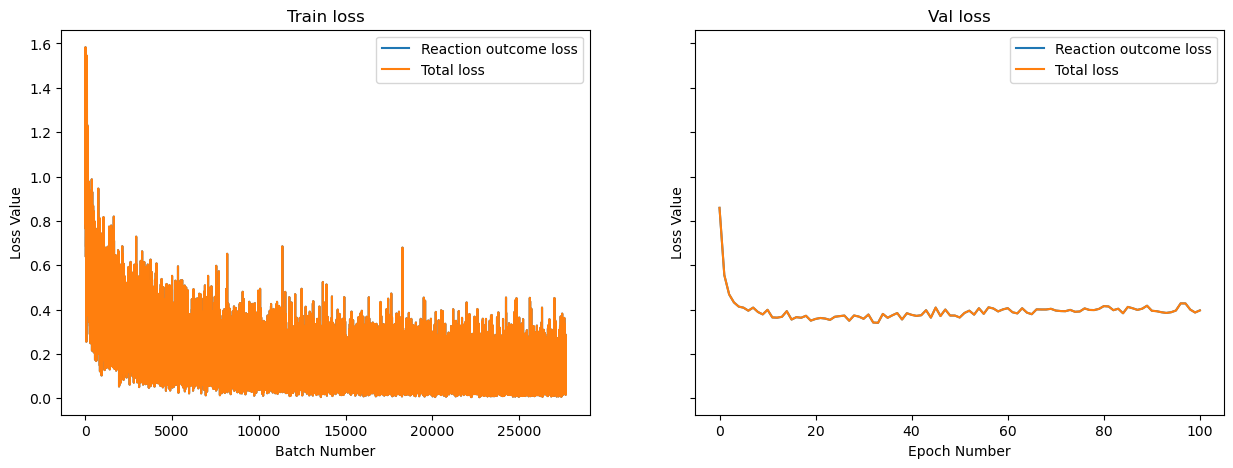 Train loss
Loss Value
1.6
1.4
1.2
1.0
0.8
0.6
0.4
0.2
0.0
Reaction outcome loss
Total loss
0
5000
10000
15000
20000
25000
Batch Number
Val loss
Loss Value
Reaction outcome loss
Total loss
0
20
40
60
80
100
Epoch Number